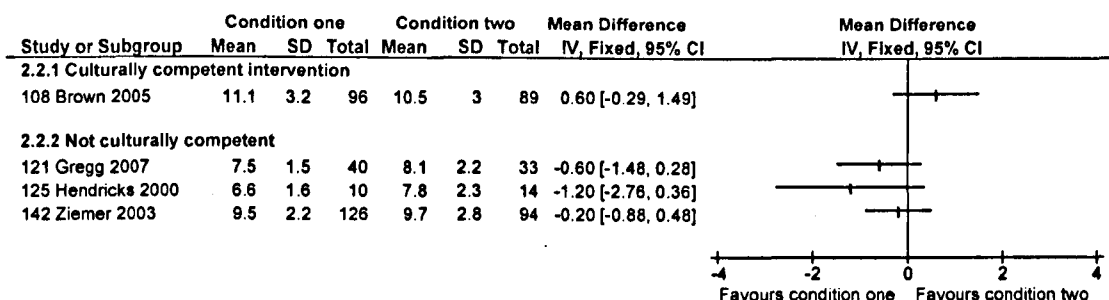 Condition one Condition two Mean Difference Mean Difference
Study or Subgroup Mean SD Total Mean SD Total IV, Fixed, 95% CI IV, Fixed, 95% CI
2.2.1 Culturally competent intervention
108 Brown 2005 11.1 3.2 96 10.5 3 89 0.60 [-0.29, 1.49]
2.2.2 Not culturally competent
121 Gregg 2007 7.5 1.5 40 8.1 2.2 33 -0.60 [-1.48, 0.28]
125 Hendricks 2000 6.6 1.6 10 7.8 2.3 14 -1.20 [-2.76, 0.36]
142 Ziemer 2003 9.5 2.2 126 9.7 2.8 94 -0.20 [-0.88, 0.48]
-4 -2 0 2 4
Favours condition one Favours condition two